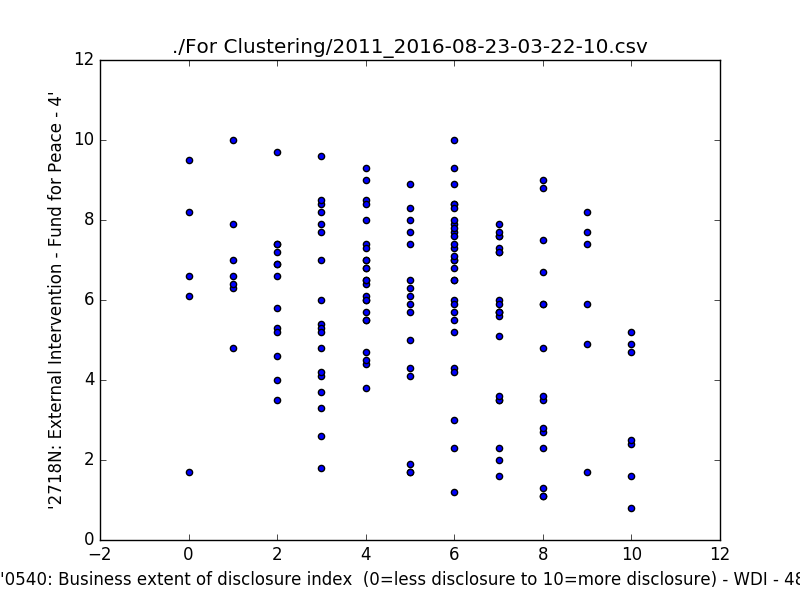 ./For Clustering/2011_2016-08-23-03-22-10.csv
12
10
8
6
4
2
0
'2718N: External Intervention - Fund for Peace - 4'
−2 0 2 4 6 8 10 12
'0540: Business extent of disclosure index  (0=less disclosure to 10=more disclosure) - WDI - 48